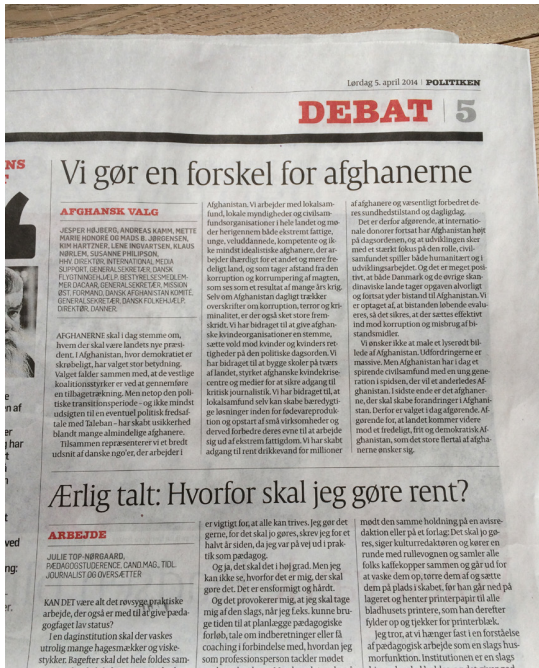 Lørdag 5. april 2014 | POLITIKEN
DEBAT | 5
NS
Vi gør en forskel for afghanerne
AFGHANSK VALG
JESPER HØJBERG, ANDREAS KAMM, METTE
MARIE HONORE OG MADS B. JØRGENSEN,
KIM HARTZNER, LENE INGVARTSEN, KLAUS
NØRLEM, SUSANNE PHILIPSON,
HHV. DIREKTØR, INTERNATIONAL MEDIA
SUPPORT, GENERALSEKRETÆR, DANSK
FLYGTNINGEHJÆLP, BESTYRELSESMEDLEM-
MER DACAAR, GENERALSEKRETÆR, MISSION
ØST, FORMAND, DANSK AFGHANISTAN KOMITÉ,
GENERALSEKRETÆR, DANSK FOLKEHJÆLP,
DIREKTØR, DANNER
AFGHANERNE skal i dag stemme om,
hvem der skal være landets nye præsi-
dent. I Afghanistan, hvor demokratiet er
skrøbeligt, har valget stor betydning.
Valget falder sammen med, at de vestlige
koalitionsstyrker er ved at gennemføre
en tilbagetrækning. Men netop den poli-
tiske transitionsperiode - og ikke mindst
udsigten til en eventuel politisk fredsaf-
tale med Taleban - har skabt usikkerhed
blandt mange almindelige afghanere.
Tilsammen repræsenterer vi et bredt
udsnit af danske ngo'er, der arbejder i
Afghanistan. Vi arbejder med lokalsam-
fund, lokale myndigheder og civilsam-
fundsorganisationer i hele landet og mø-
der herigennem både ekstremt fattige,
unge, veluddannede, kompetente og ik-
ke mindst idealistiske afghanere, der ar-
bejder ihærdigt for et andet og mere fre-
deligt land, og som tager afstand fra den
korruption og korrumpering af magten,
som ses som et resultat af mange års krig.
Selv om Afghanistan dagligt trækker
overskrifter om korruption, terror og kri-
minalitet, er der også sket store frem-
skridt. Vi har bidraget til at give afghan-
ske kvindeorganisationer en stemme,
sætte vold mod kvinder og kvinders ret-
tigheder på den politiske dagsorden. Vi
har bidraget til at bygge skoler på tværs
af landet, styrket afghanske kvindekrise-
centre og medier for at sikre adgang til
kritisk journalistik. Vi har bidraget til, at
lokalsamfund selv kan skabe bæredygti-
ge løsninger inden for fødevareproduk-
tion og opstart af små virksomheder og
derved forbedre deres evne til at arbejde
sig ud af ekstrem fattigdom. Vi har skabt
adgang til rent drikkevand for millioner
af afghanere og væsentligt forbedret de-
res sundhedstilstand og dagligdag.
Det er derfor afgørende, at internatio-
nale donorer fortsat har Afghanistan højt
på dagsordenen, og at udviklingen sker
med et stærkt fokus på den rolle, civil-
samfundet spiller både humanitært og i
udviklingsarbejdet. Og det er meget posi-
tivt, at både Danmark og de øvrige skan-
dinaviske lande tager opgaven alvorligt
og fortsat yder bistand til Afghanistan. Vi
er optaget af, at bistanden løbende evalu-
eres, så det sikres, at der sættes effektivt
ind mod korruption og misbrug af bi-
standsmidler.
Vi ønsker ikke at male et lyserødt bil-
lede af Afghanistan. Udfordringerne er
massive. Men Afghanistan har i dag et
spirende civilsamfund med en ung gene-
ration i spidsen, der vil et anderledes Af-
ghanistan. I sidste ende er det afghaner-
ne, der skal skabe forandringer i Afghani-
stan. Derfor er valget i dag afgørende. Af-
gørende for, at landet kommer videre
mod et fredeligt, frit og demokratisk Af-
ghanistan, som det store flertal af afgha-
nerne ønsker sig.
Ærlig talt: Hvorfor skal jeg gøre rent?
ARBEJDE
JULIE TOP-NØRGAARD,
PÆDAGOGSTUDERENDE, CAND.MAG., TIDL.
JOURNALIST OG OVERSÆTTER
KAN DET være alt det røvsyge praktiske
arbejde, der også er med til at give pæda-
gogfaget lav status?
I en daginstitution skal der vaskes
utrolig mange hagesmækker og viske-
stykker. Bagefter skal det hele foldes sam-
er vigtigt for, at alle kan trives. Jeg gør det
gerne, for det skal jo gøres, skrev jeg for et
halvt år siden, da jeg var på vej ud i prak-
tik som pædagog.
Og ja, det skal det i høj grad. Men jeg
kan ikke se, hvorfor det er mig, der skal
gøre det. Det er ensformigt og hårdt.
Og det provokerer mig, at jeg skal tage
mig af den slags, når jeg f.eks. kunne bru-
ge tiden til at planlægge pædagogiske
forløb, tale om indberetninger eller få
coaching i forbindelse med, hvordan jeg
som professionsperson tackler mødet
mødt den samme holdning på en avisre-
daktion eller på et forlag: Det skal jo gø-
res, siger kulturredaktøren og kører en
runde med rullevognen og samler alle
folks kaffekopper sammen og går ud for
at vaske dem op, tørre dem af og sætte
dem på plads i skabet, før han går ned på
lageret og henter printerpapir til alle
bladhusets printere, som han derefter
fylder op og tjekker for printerblæk.
Jeg tror, at vi hænger fast i en forståelse
af pædagogisk arbejde som en slags hus-
morfunktion. Institutionen er et slags